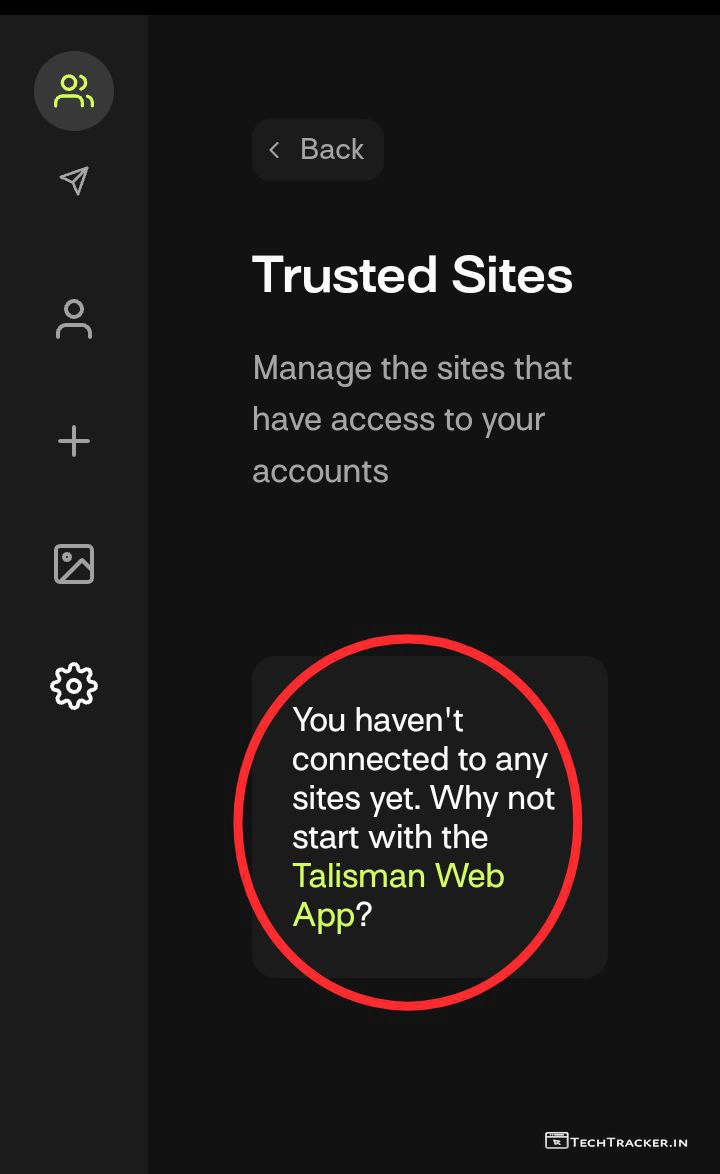 Back
Trusted Sites
Manage the sites that
have access to your
accounts
You haven't
connected to any
sites yet. Why not
start with the
Talisman Web
App?
TECHTRACKER.IN